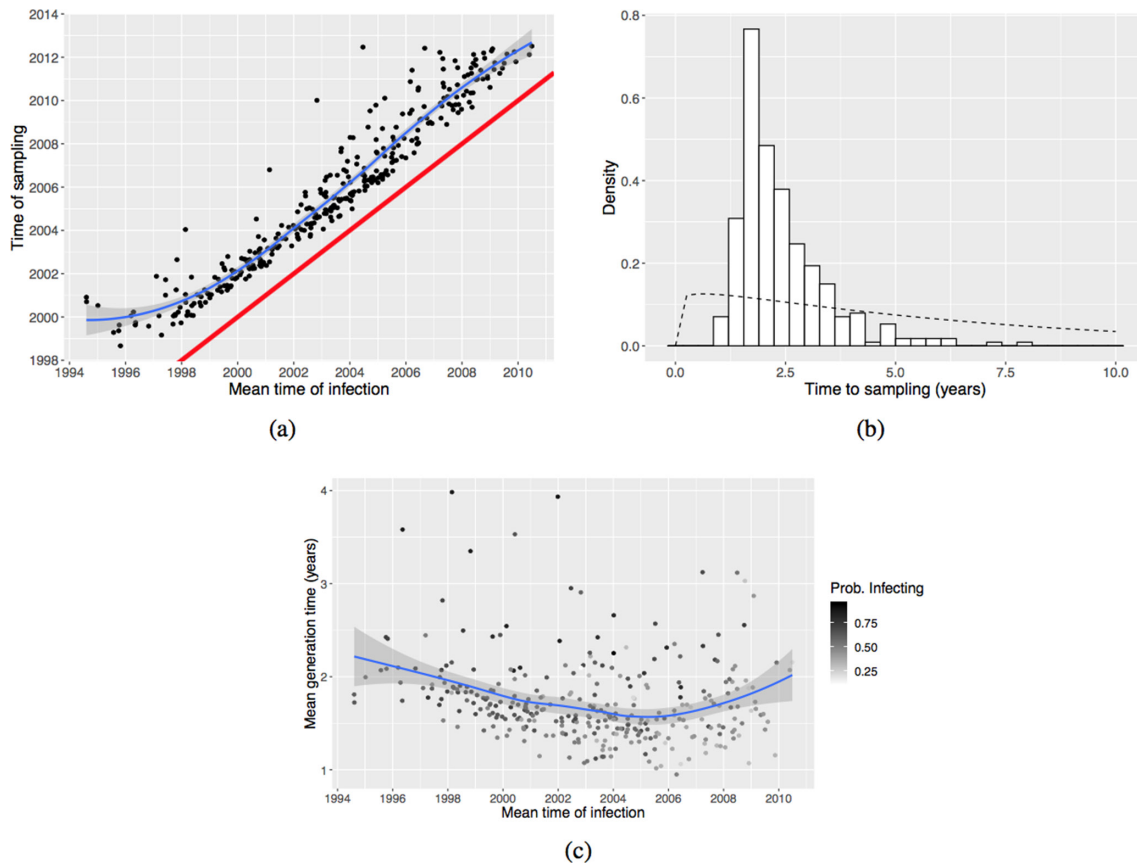 2014
2012
2010
2008
2006
2004
2002
2000
1998
Time of sampling
1994 1996 1998 2000 2002 2004 2006 2008 2010
Mean time of infection
(a)
0.8
0.6
0.4
0.2
0.0
Density
0.0 2.5 5.0 7.5 10.0
Time to sampling (years)
(b)
4
3
2
1
Mean generation time (years)
1994 1996 1998 2000 2002 2004 2006 2008 2010
Mean time of infection
Prob. Infecting
0.75
0.50
0.25
(c)